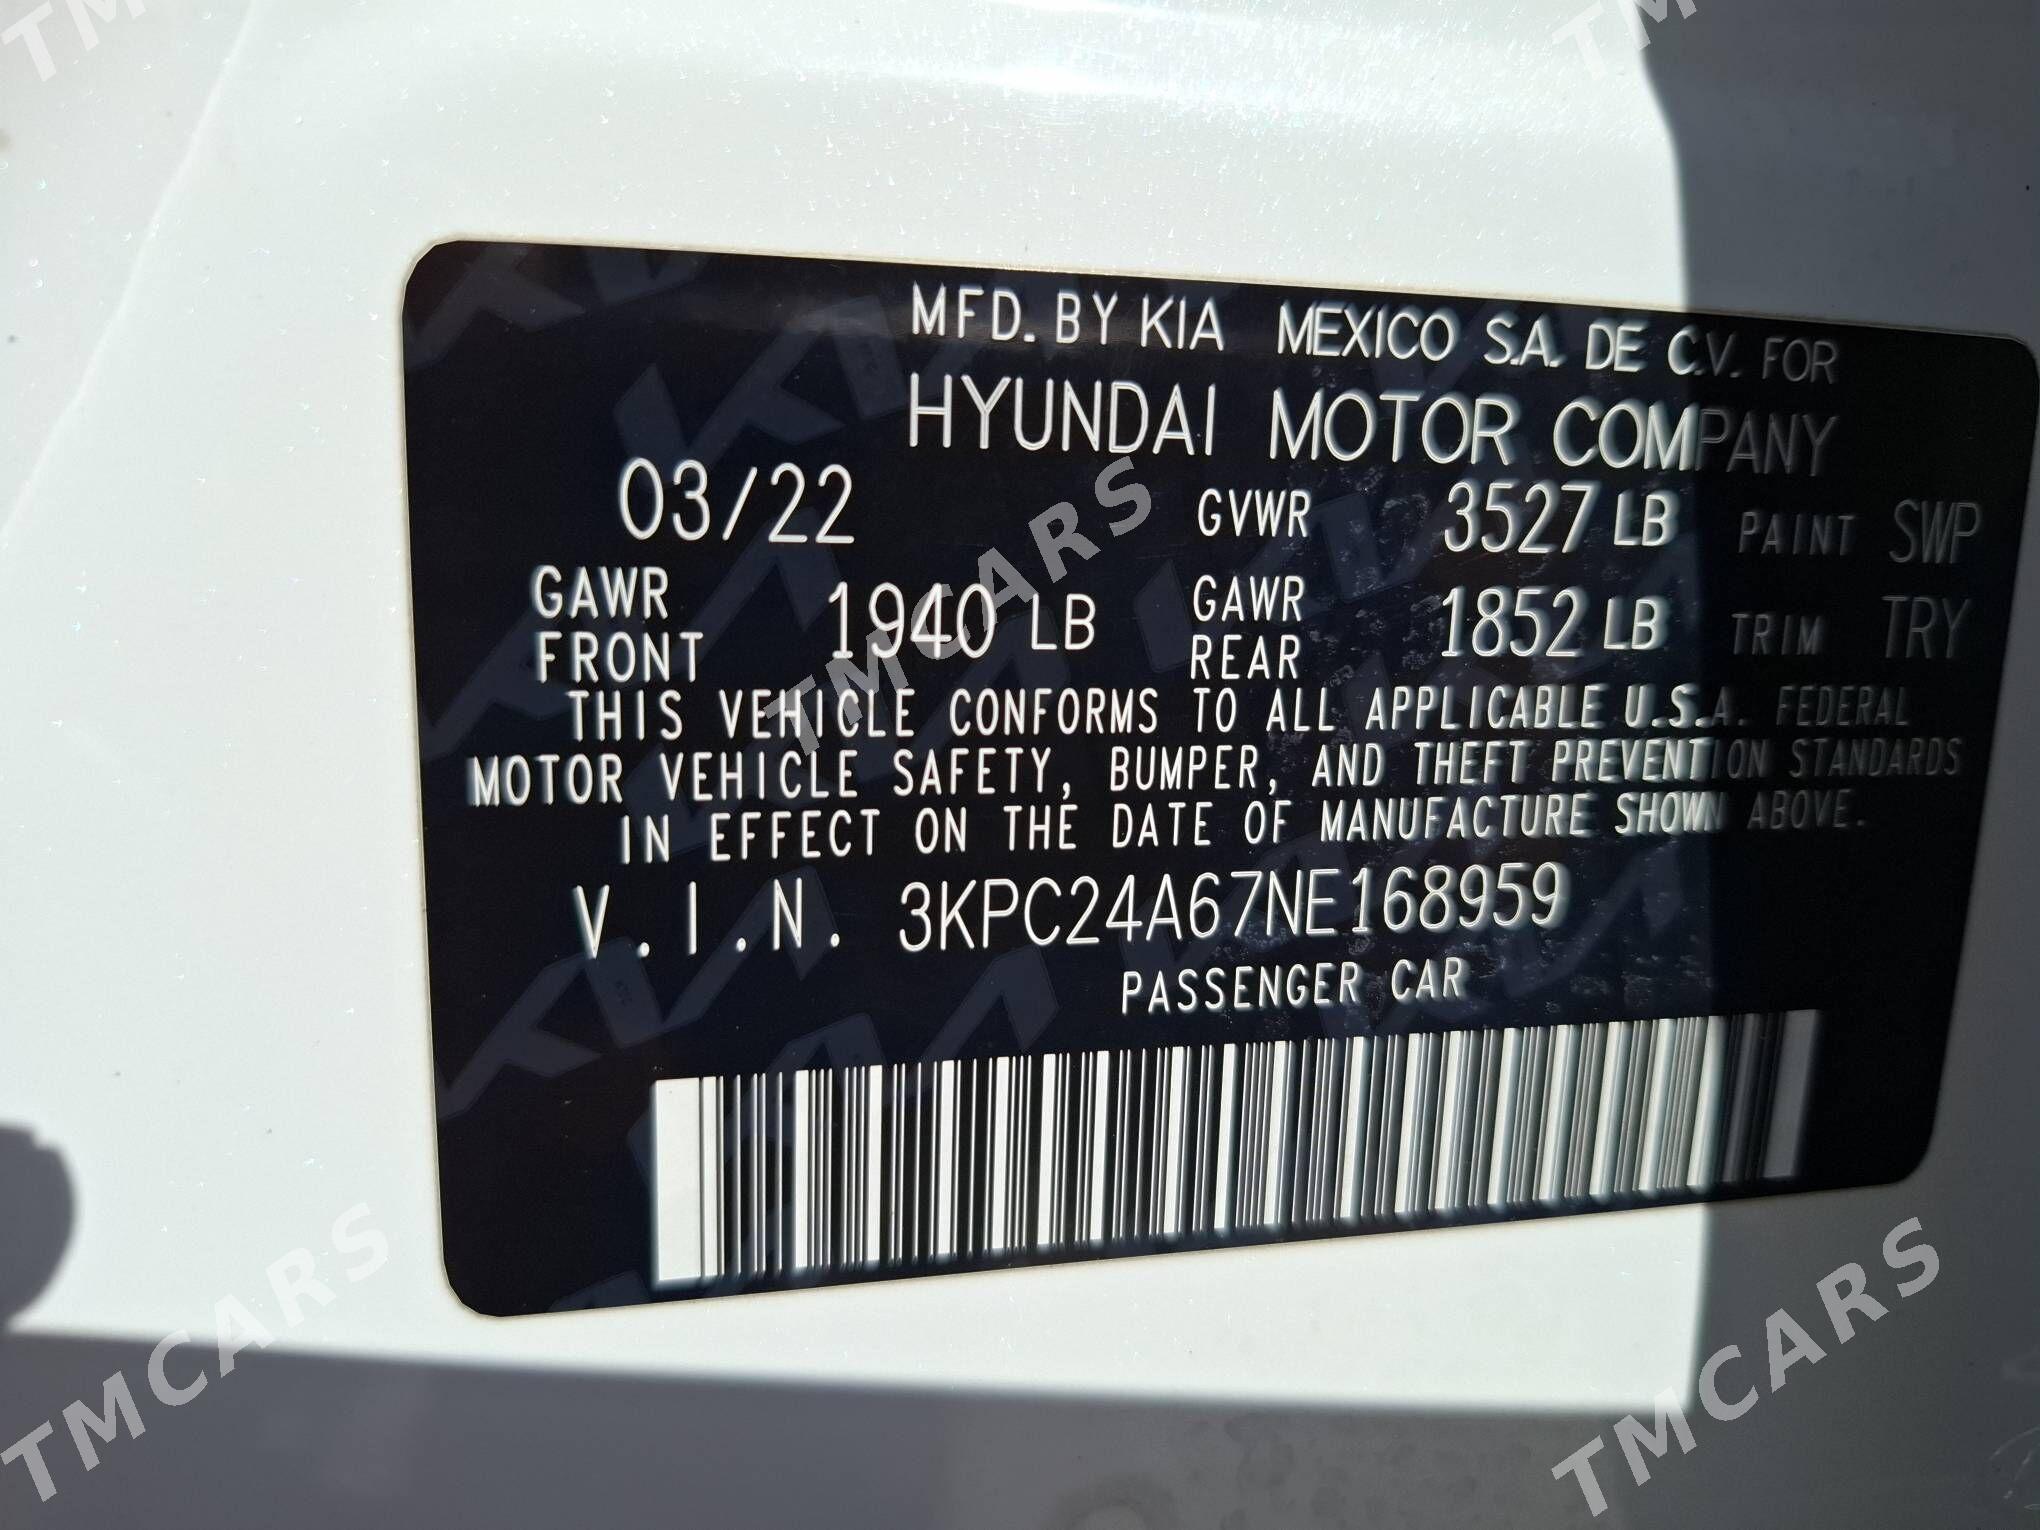 TMCARS
TMCARS
MFD. BY KIA MEXICO S.A. DE C.V. FOR
HYUNDAI MOTOR COMPANY
03/22 GVWR 3527 LB PAINT SWP
GAWR FRONT 1940 LB GAWR REAR 1852 LB TRIM TRY
TMCARS
THIS VEHICLE CONFORMS TO ALL APPLICABLE U.S.A. FEDERAL
MOTOR VEHICLE SAFETY, BUMPER, AND THEFT PREVENTION STANDARDS
IN EFFECT ON THE DATE OF MANUFACTURE SHOWN ABOVE.
V.I.N. 3KPC24A67NE168959
PASSENGER CAR
TMCARS
TMCARS